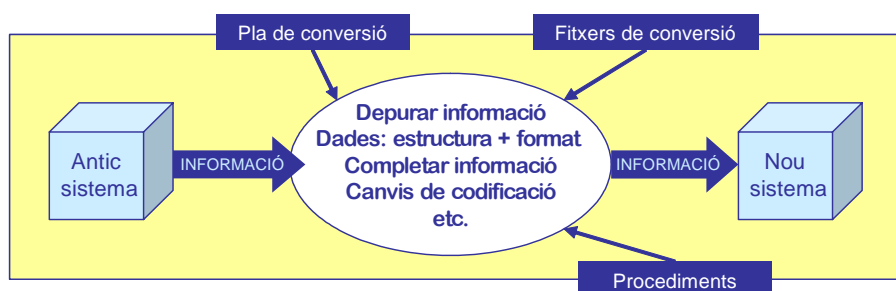 Pla de conversió
Fitxers de conversió
Antic
sistema
INFORMACIÓ
Depurar informació
Dades: estructura + format
Completar informació
Canvis de codificació
etc.
INFORMACIÓ
Nou
sistema
Procediments